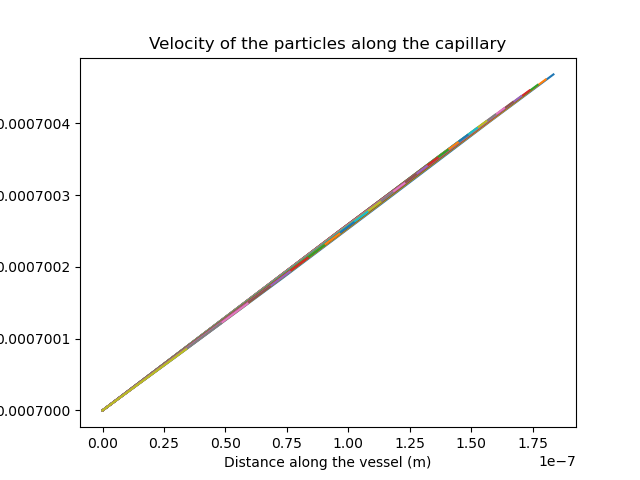 Velocity of the particles along the capillary
0.0007004
0.0007003
0.0007002
0.0007001
0.0007000
0.00 0.25 0.50 0.75 1.00 1.25 1.50 1.75
1e−7
Distance along the vessel (m)